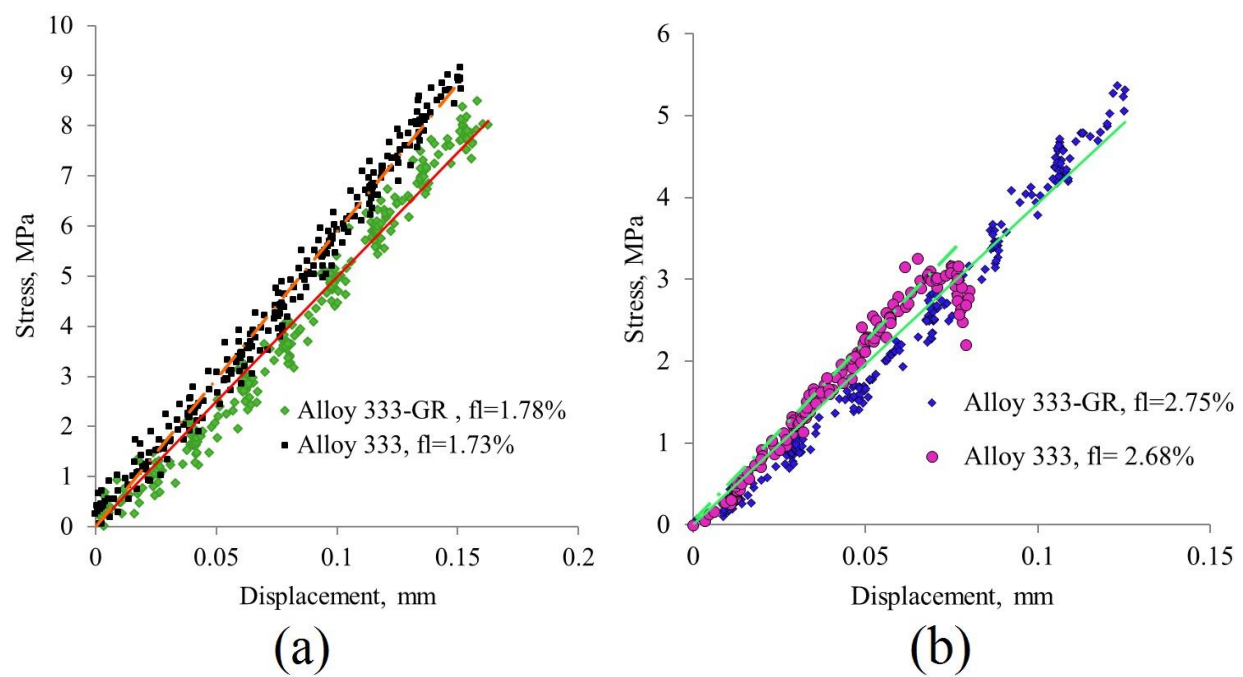 10
9
8
7
6
5
4
3
2
1
0
0 0.05 0.1 0.15 0.2
Stress, MPa
Displacement, mm
Alloy 333-GR , fl=1.78%
Alloy 333, fl=1.73%
(a)
6
5
4
3
2
1
0
0 0.05 0.1 0.15
Stress, MPa
Displacement, mm
Alloy 333-GR, fl=2.75%
Alloy 333, fl= 2.68%
(b)